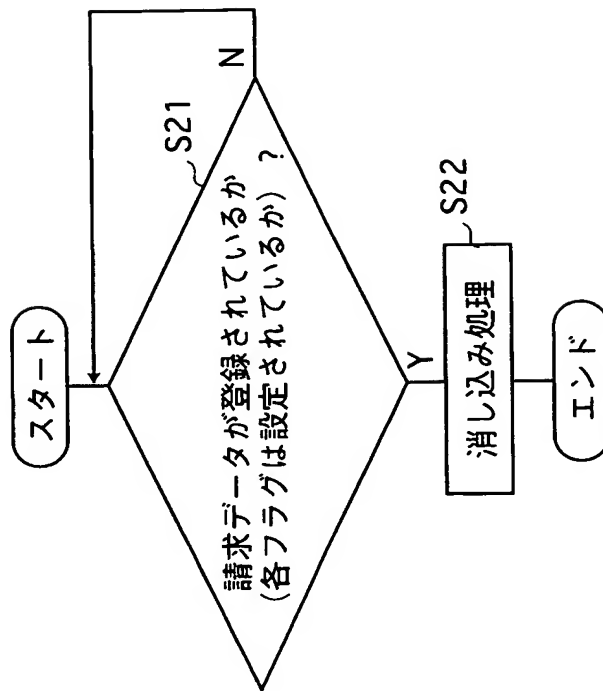 スタート
S21
請求データが登録されているか
(各フラグは設定されているか) ?
N
Y
S22
消し込み処理
エンド